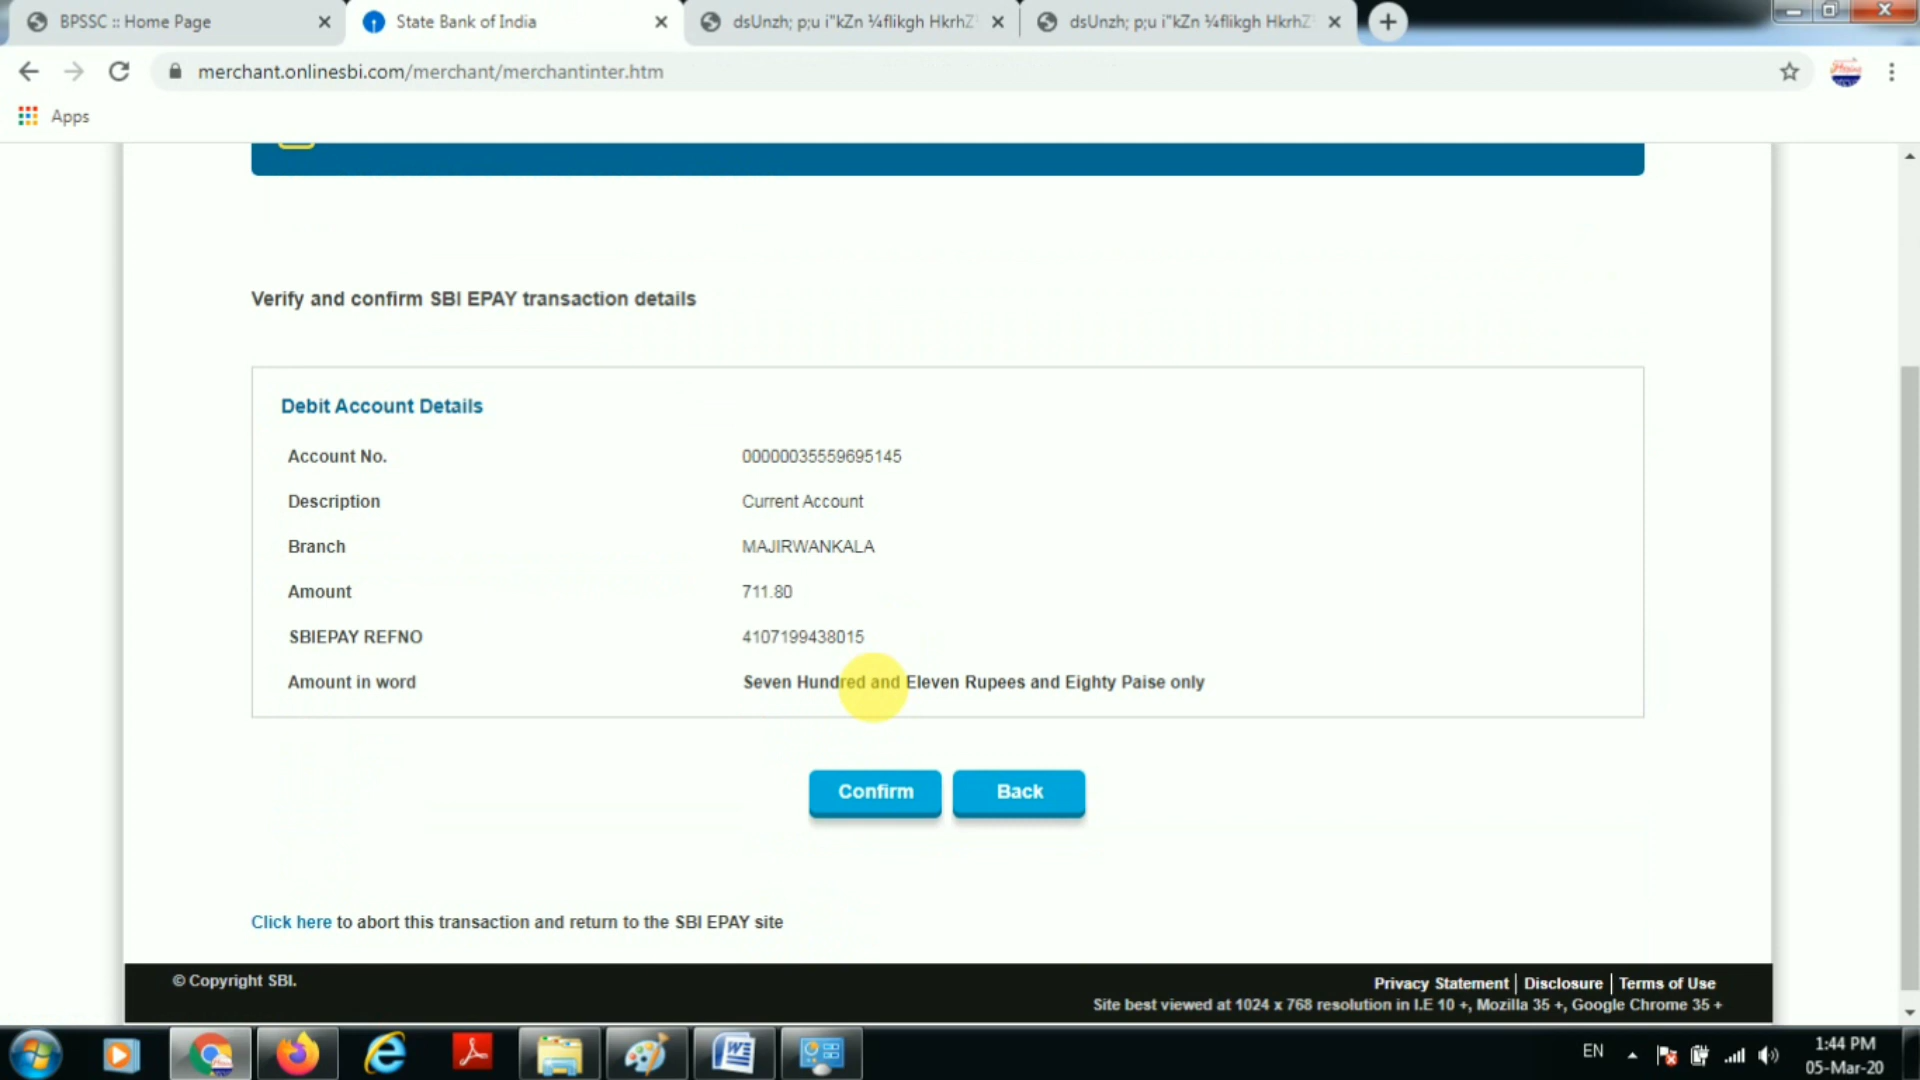 BPSSC :: Home Page
State Bank of India
dsUnzh; p;u i"kZn ¾flikgh HkrhZ
dsUnzh; p;u i"kZn ¾flikgh HkrhZ
merchant.onlinesbi.com/merchant/merchantinter.htm
Apps
Verify and confirm SBI EPAY transaction details
Debit Account Details
Account No. 00000035559695145
Description Current Account
Branch MAJIRWANKALA
Amount 711.80
SBIEPAY REFNO 4107199438015
Amount in word Seven Hundred and Eleven Rupees and Eighty Paise only
Confirm Back
Click here to abort this transaction and return to the SBI EPAY site
© Copyright SBI.
Privacy Statement | Disclosure | Terms of Use
Site best viewed at 1024 x 768 resolution in I.E 10 +, Mozilla 35 +, Google Chrome 35 +
EN
1:44 PM
05-Mar-20